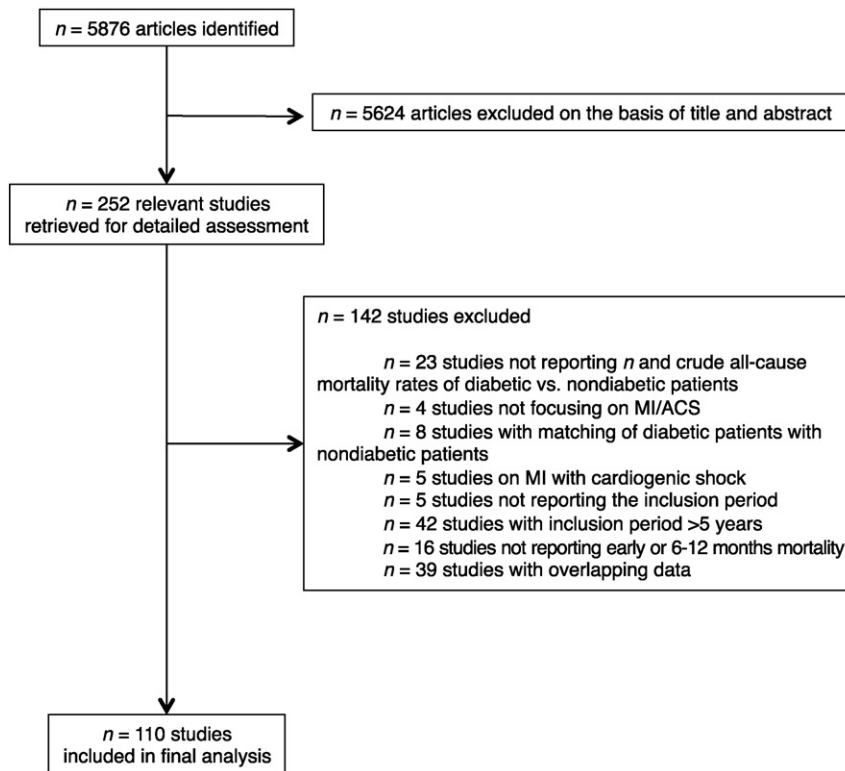 n = 5876 articles identified
n = 5624 articles excluded on the basis of title and abstract
n = 252 relevant studies
retrieved for detailed assessment
n = 142 studies excluded
n = 23 studies not reporting n and crude all-cause
mortality rates of diabetic vs. nondiabetic patients
n = 4 studies not focusing on MI/ACS
n = 8 studies with matching of diabetic patients with
nondiabetic patients
n = 5 studies on MI with cardiogenic shock
n = 5 studies not reporting the inclusion period
n = 42 studies with inclusion period >5 years
n = 16 studies not reporting early or 6-12 months mortality
n = 39 studies with overlapping data
n = 110 studies
included in final analysis